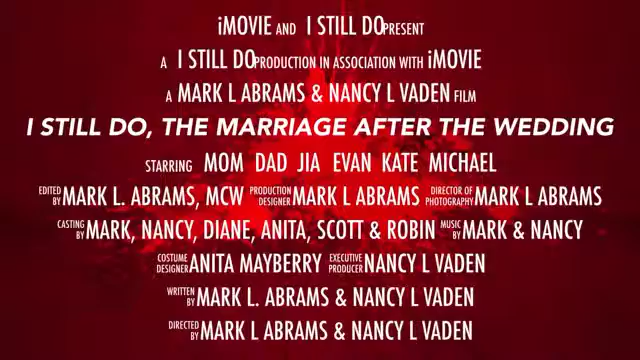 iMOVIE AND I STILL DO PRESENT
A I STILL DO PRODUCTION IN ASSOCIATION WITH iMOVIE
A MARK L ABRAMS & NANCY L VADEN FILM
I STILL DO, THE MARRIAGE AFTER THE WEDDING
STARRING MOM DAD JIA EVAN KATE MICHAEL
EDITED BY MARK L. ABRAMS, MCW PRODUCTION DESIGNER MARK L ABRAMS DIRECTOR OF PHOTOGRAPHY MARK L ABRAMS
CASTING BY MARK, NANCY, DIANE, ANITA, SCOTT & ROBIN MUSIC BY MARK & NANCY
COSTUME DESIGNER ANITA MAYBERRY EXECUTIVE PRODUCER NANCY L VADEN
WRITTEN BY MARK L. ABRAMS & NANCY L VADEN
DIRECTED BY MARK L ABRAMS & NANCY L VADEN